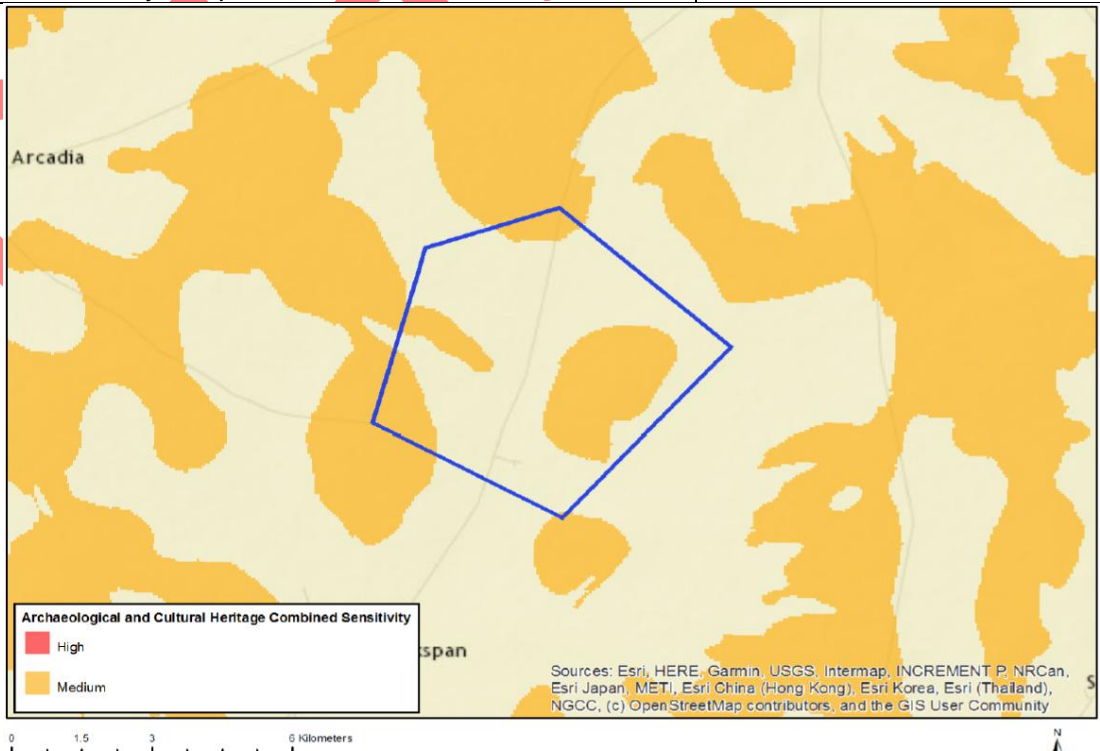 Arcadia
Archaeological and Cultural Heritage Combined Sensitivity
High
Medium
Sources: Esri, HERE, Garmin, USGS, Intermap, INCREMENT P, NRCan,
Esri Japan, METI, Esri China (Hong Kong), Esri Korea, Esri (Thailand),
NGCC, (c) OpenStreetMap contributors, and the GIS User Community
0 1.5 3 6 Kilometers
N